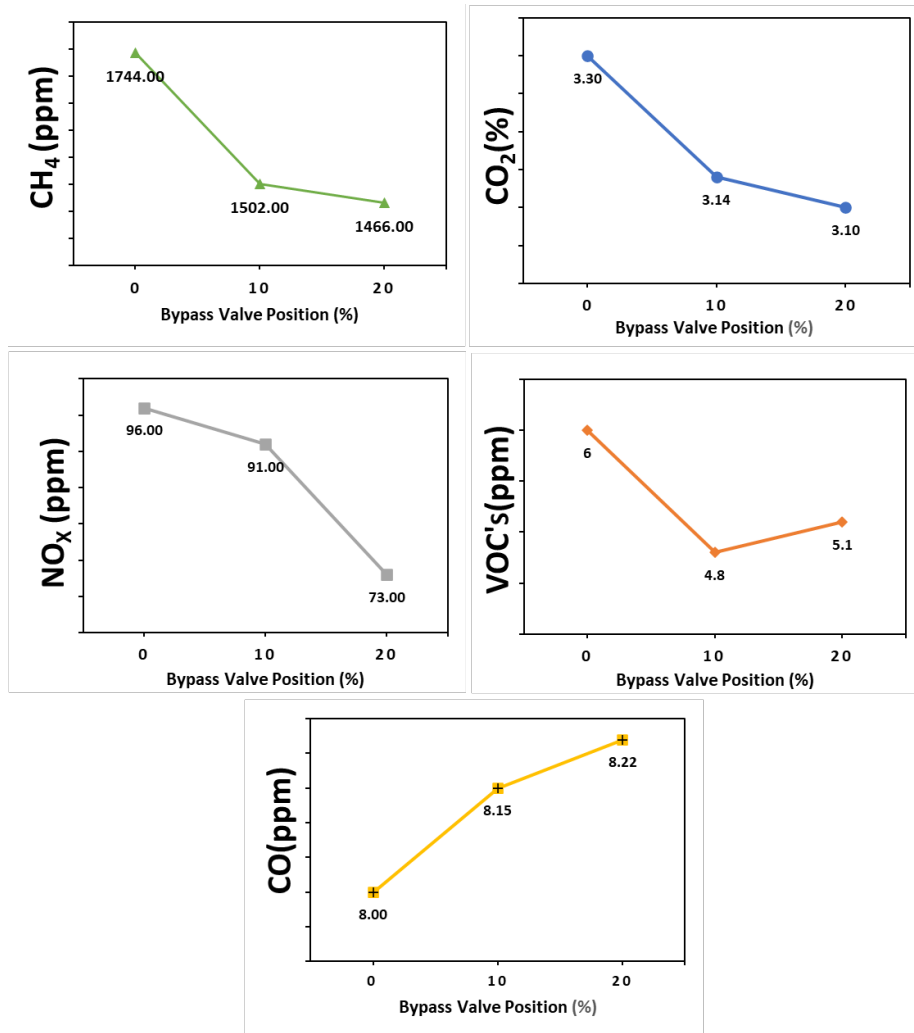 CH₄ (ppm)
1744.00
1502.00
1466.00
0 10 20
Bypass Valve Position (%)
CO₂(%)
3.30
3.14
3.10
0 10 20
Bypass Valve Position (%)
NOₓ (ppm)
96.00
91.00
73.00
0 10 20
Bypass Valve Position (%)
VOC's(ppm)
6
4.8
5.1
0 10 20
Bypass Valve Position (%)
CO(ppm)
8.22
8.15
8.00
0 10 20
Bypass Valve Position (%)